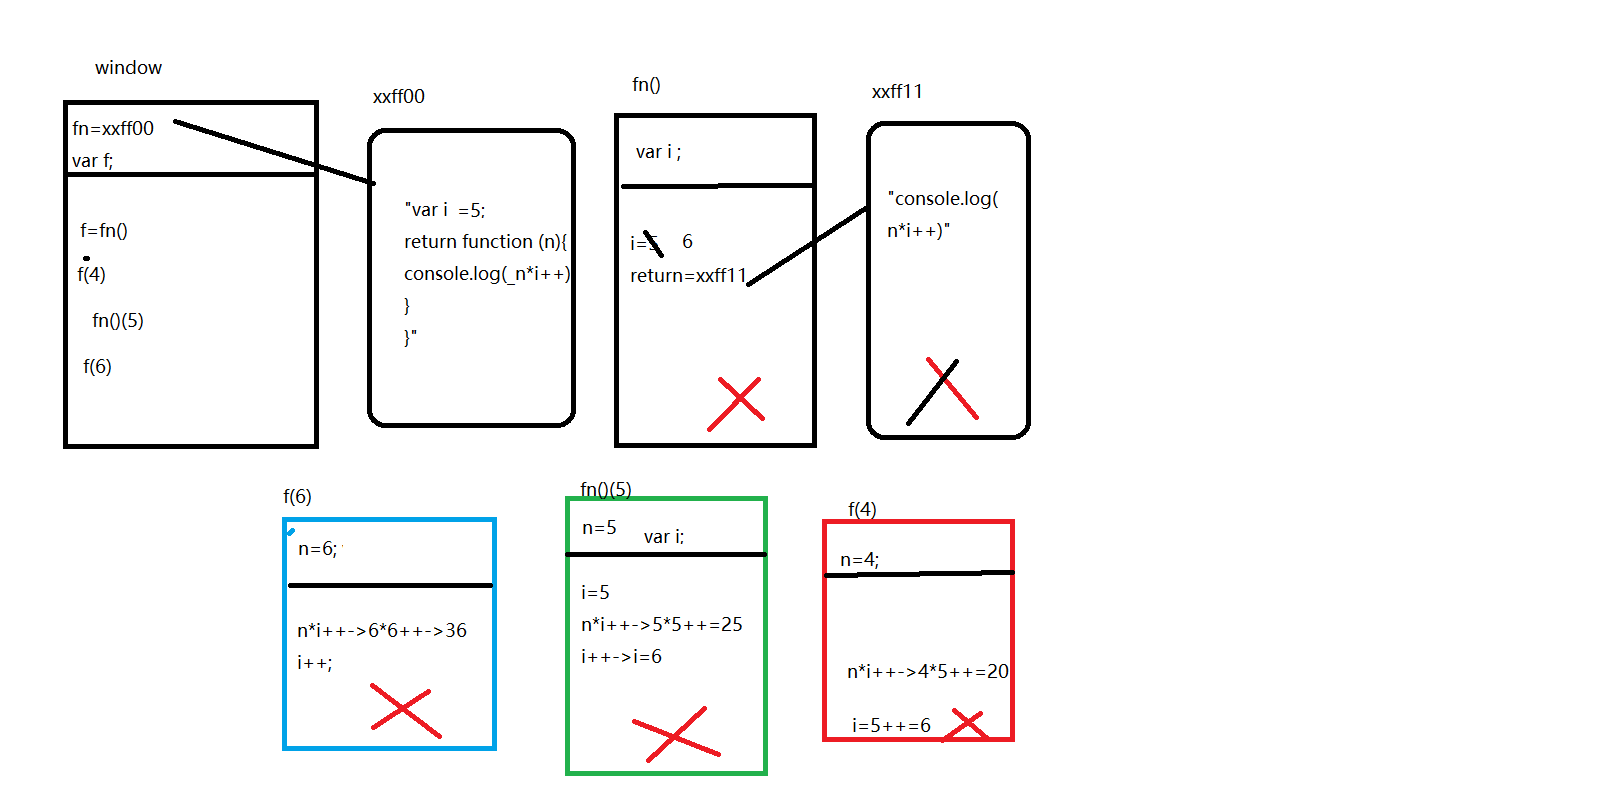 window
fn=xxff00
var f;
f=fn()
f(4)
fn()(5)
f(6)
xxff00
"var i =5;
return function (n){
console.log(_n*i++)
}
}"
fn()
var i ;
i=5 6
return=xxff11
xxff11
"console.log(
n*i++)"
f(6)
n=6;
n*i++->6*6++->36
i++;
fn()(5)
n=5 var i;
i=5
n*i++->5*5++=25
i++->i=6
f(4)
n=4;
n*i++->4*5++=20
i=5++=6